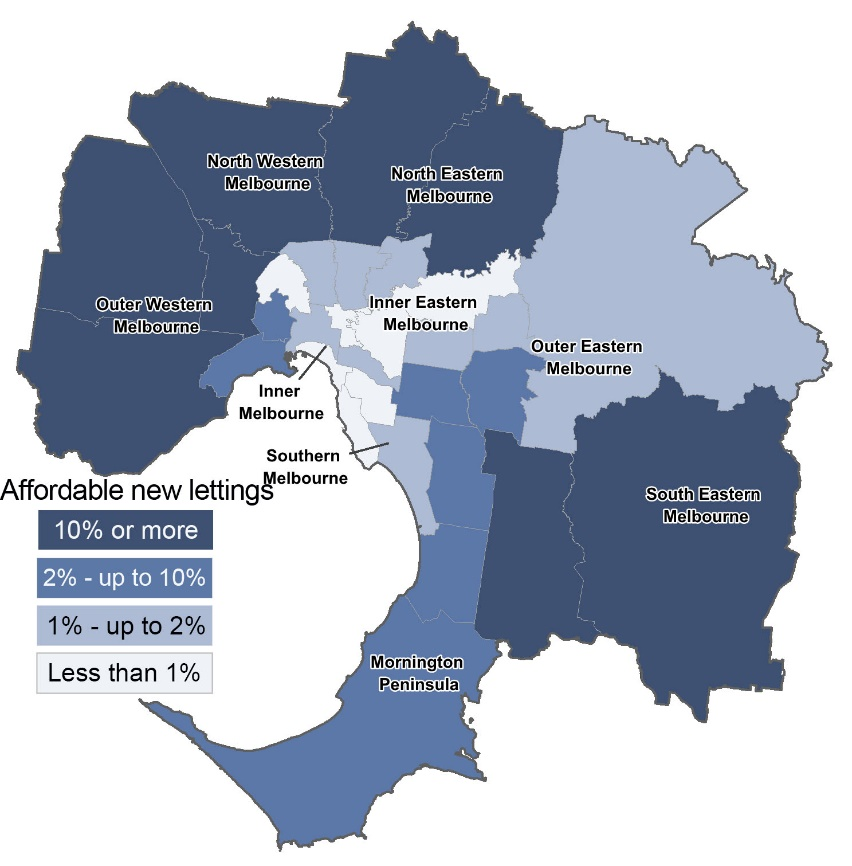 North Western
Melbourne
North Eastern
Melbourne
Outer Western
Melbourne
Inner Eastern
Melbourne
Outer Eastern
Melbourne
Inner
Melbourne
Southern
Melbourne
South Eastern
Melbourne
Mornington
Peninsula
Affordable new lettings
10% or more
2% - up to 10%
1% - up to 2%
Less than 1%